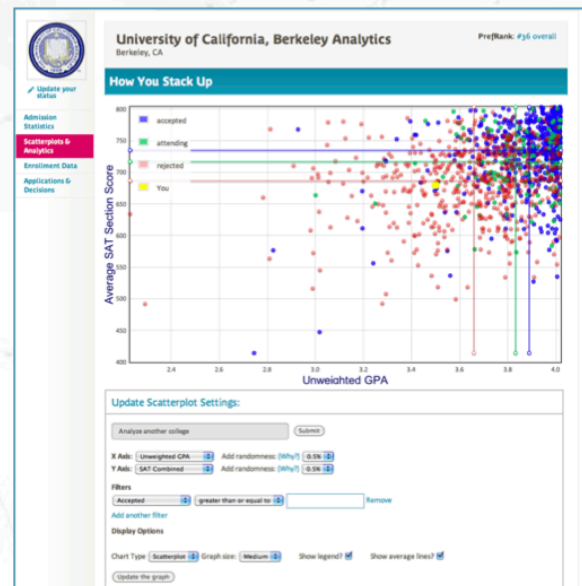 University of California, Berkeley Analytics
PrefRank: #36 overall
Berkeley, CA
Update your status
Admission Statistics
Scatterplots & Analytics
Enrollment Data
Applications & Decisions
How You Stack Up
accepted
attending
rejected
You
Average SAT Section Score
800
750
700
650
600
550
500
450
400
2.4 2.6 2.8 3.0 3.2 3.4 3.6 3.8 4.0
Unweighted GPA
Update Scatterplot Settings:
Analyze another college Submit
X Axis: Unweighted GPA Add randomness: (Why?) 0.5%
Y Axis: SAT Combined Add randomness: (Why?) 0.5%
Filters
Accepted greater than or equal to Remove
Add another filter
Display Options
Chart Type Scatterplot Graph size: Medium Show legend? Show average lines?
Update the graph